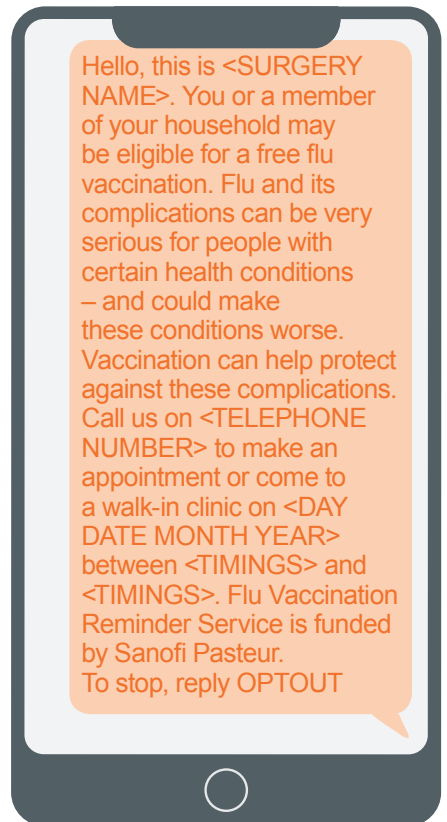 Hello, this is <SURGERY
NAME>. You or a member
of your household may
be eligible for a free flu
vaccination. Flu and its
complications can be very
serious for people with
certain health conditions
– and could make
these conditions worse.
Vaccination can help protect
against these complications.
Call us on <TELEPHONE
NUMBER> to make an
appointment or come to
a walk-in clinic on <DAY
DATE MONTH YEAR>
between <TIMINGS> and
<TIMINGS>. Flu Vaccination
Reminder Service is funded
by Sanofi Pasteur.
To stop, reply OPTOUT